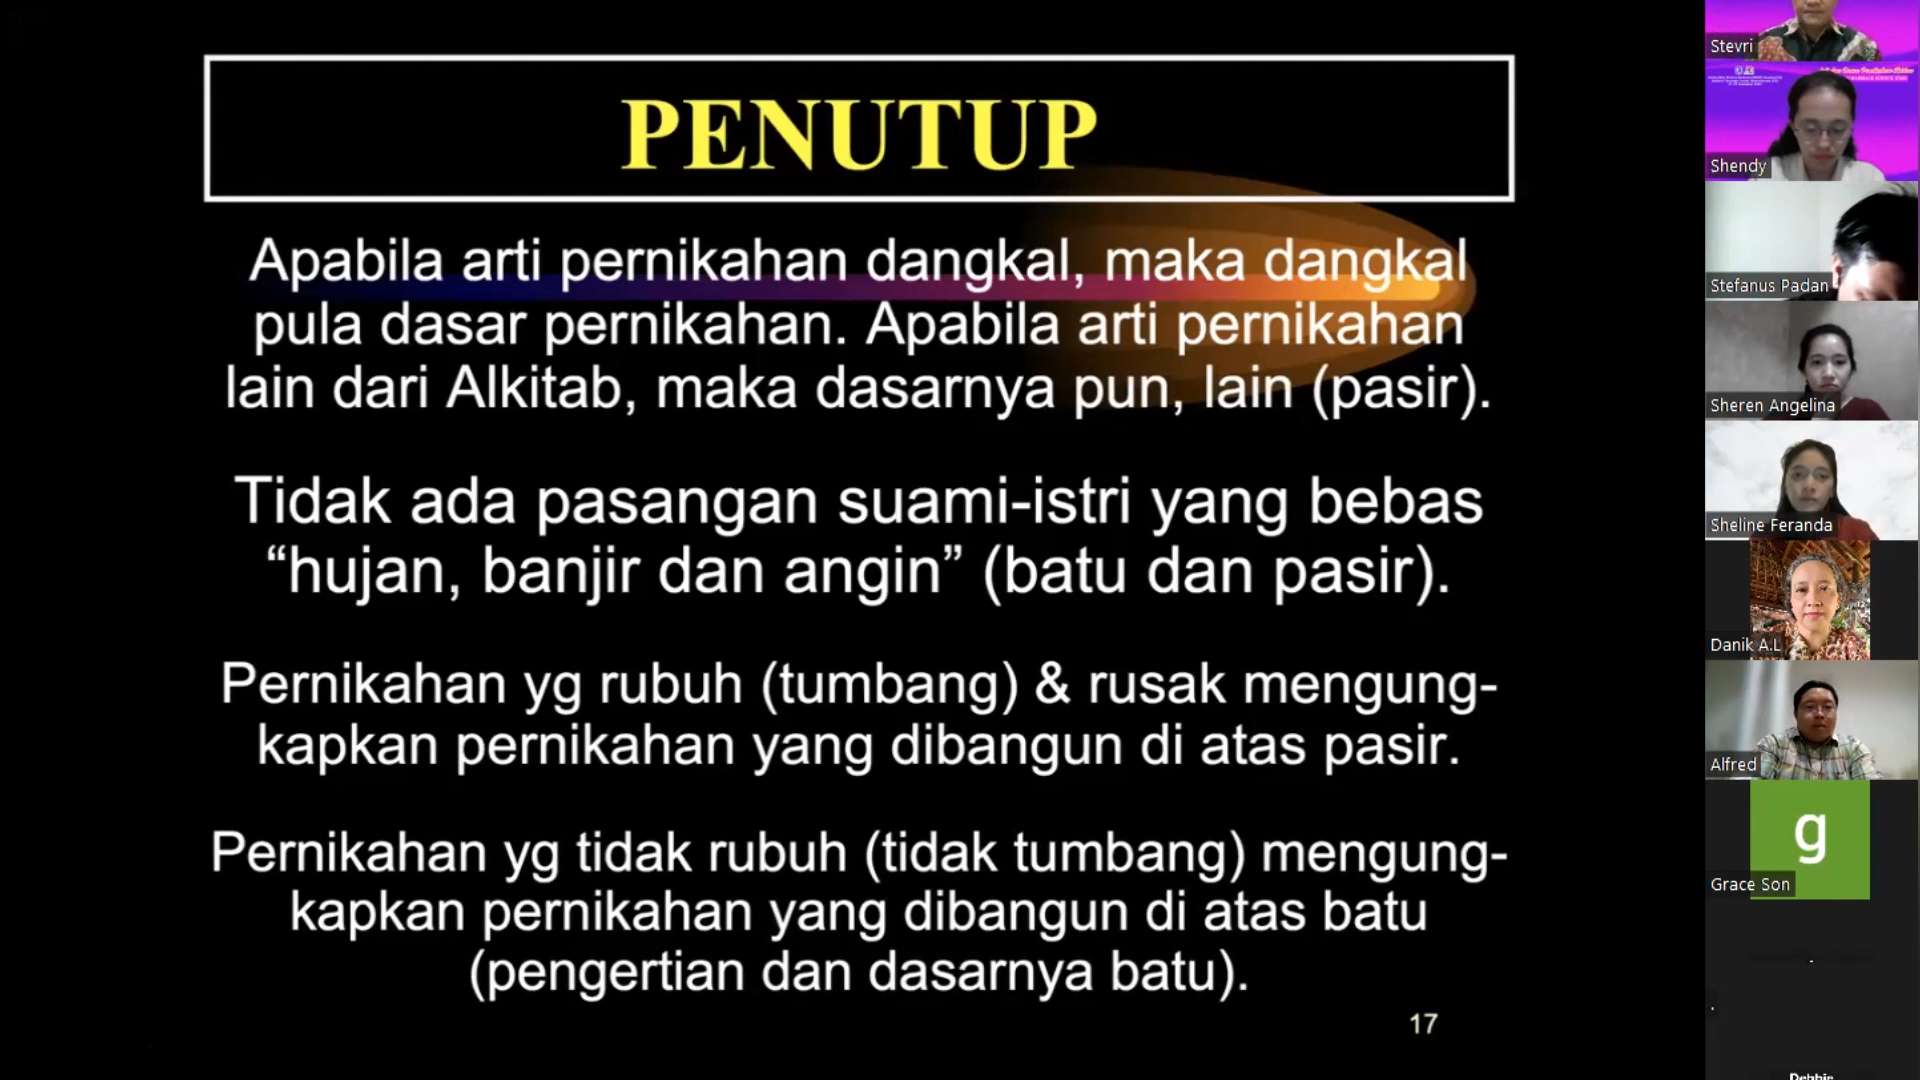 PENUTUP
Apabila arti pernikahan dangkal, maka dangkal
pula dasar pernikahan. Apabila arti pernikahan
lain dari Alkitab, maka dasarnya pun, lain (pasir).
Tidak ada pasangan suami-istri yang bebas
“hujan, banjir dan angin” (batu dan pasir).
Pernikahan yg rubuh (tumbang) & rusak mengung-
kapkan pernikahan yang dibangun di atas pasir.
Pernikahan yg tidak rubuh (tidak tumbang) mengung-
kapkan pernikahan yang dibangun di atas batu
(pengertian dan dasarnya batu).
17
Stevri
Shendy
Stefanus Padan
Sheren Angelina
Sheline Feranda
Danik A.L
Alfred
g
Grace Son
.
.